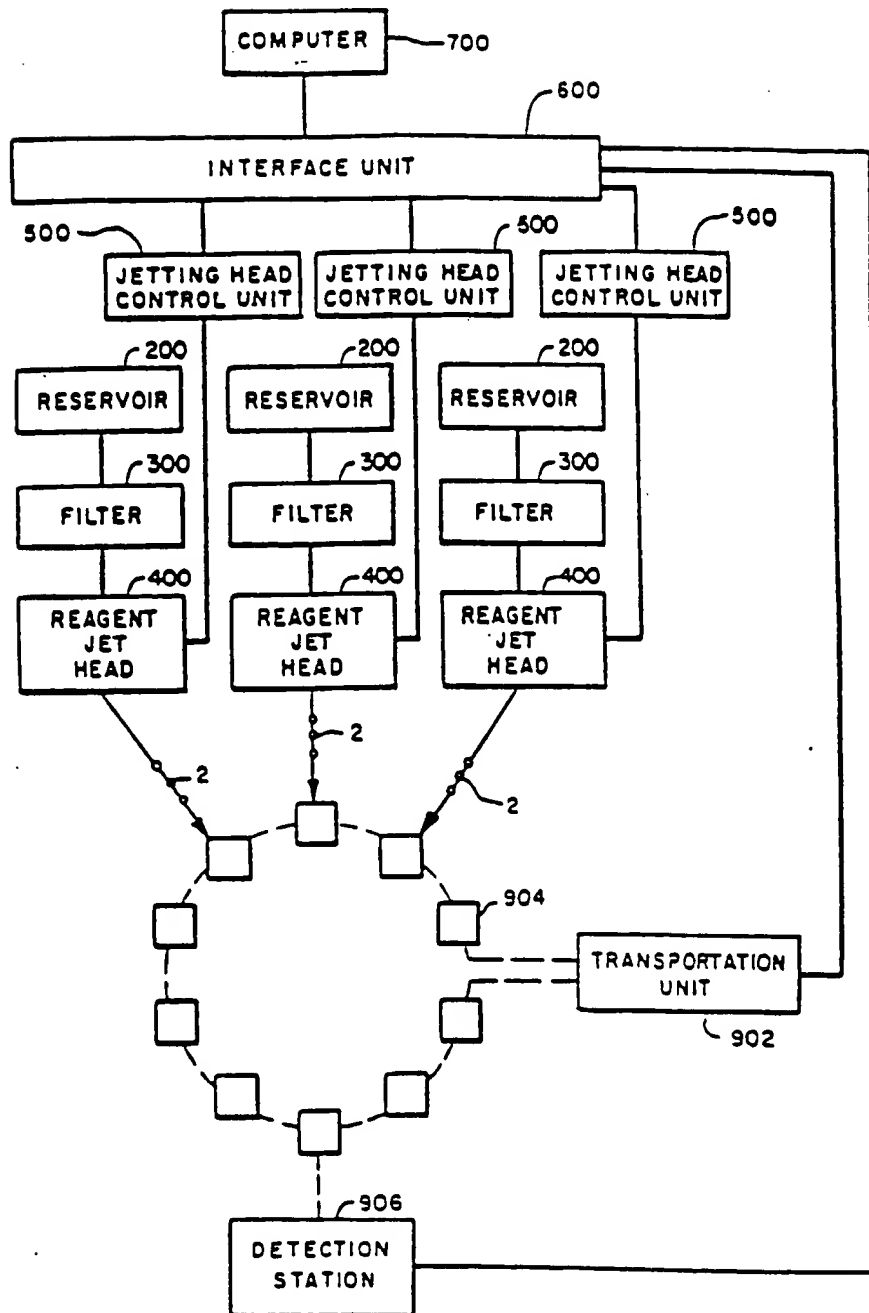 COMPUTER
700
600
INTERFACE UNIT
500
500
500
JETTING HEAD
CONTROL UNIT
JETTING HEAD
CONTROL UNIT
JETTING HEAD
CONTROL UNIT
200
200
200
RESERVOIR
RESERVOIR
RESERVOIR
300
300
300
FILTER
FILTER
FILTER
400
400
400
REAGENT
JET
HEAD
REAGENT
JET
HEAD
REAGENT
JET
HEAD
2
2
2
904
TRANSPORTATION
UNIT
902
906
DETECTION
STATION